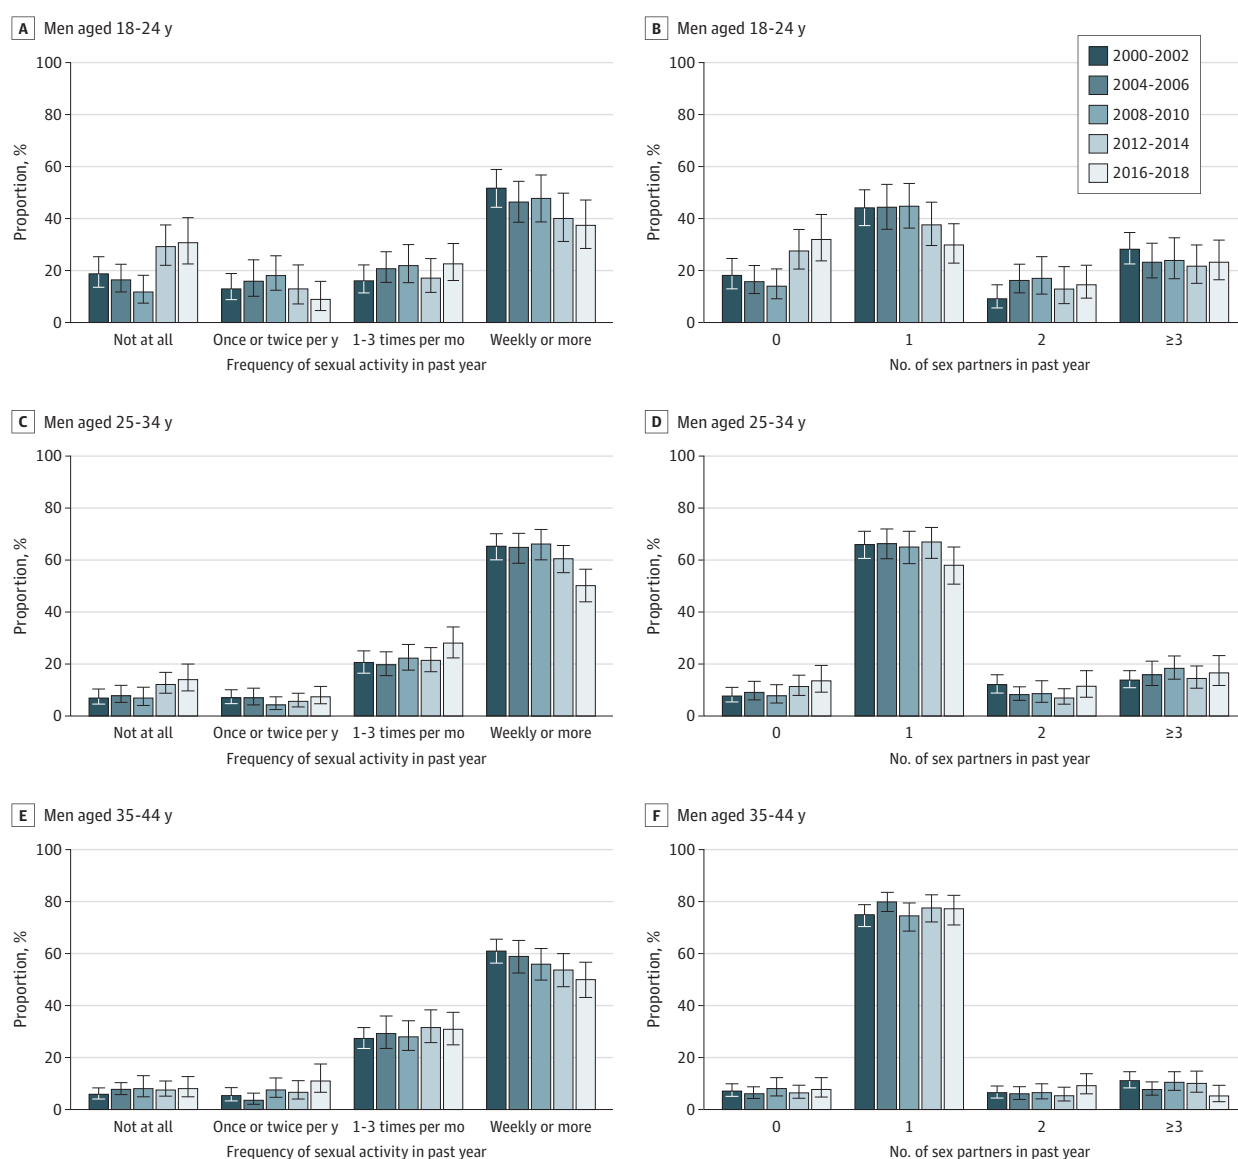 A Men aged 18-24 y
100
80
60
40
20
0
Proportion, %
Not at all Once or twice per y 1-3 times per mo Weekly or more
Frequency of sexual activity in past year
B Men aged 18-24 y
100
80
60
40
20
0
Proportion, %
2000-2002
2004-2006
2008-2010
2012-2014
2016-2018
0 1 2 ≥3
No. of sex partners in past year
C Men aged 25-34 y
100
80
60
40
20
0
Proportion, %
Not at all Once or twice per y 1-3 times per mo Weekly or more
Frequency of sexual activity in past year
D Men aged 25-34 y
100
80
60
40
20
0
Proportion, %
0 1 2 ≥3
No. of sex partners in past year
E Men aged 35-44 y
100
80
60
40
20
0
Proportion, %
Not at all Once or twice per y 1-3 times per mo Weekly or more
Frequency of sexual activity in past year
F Men aged 35-44 y
100
80
60
40
20
0
Proportion, %
0 1 2 ≥3
No. of sex partners in past year